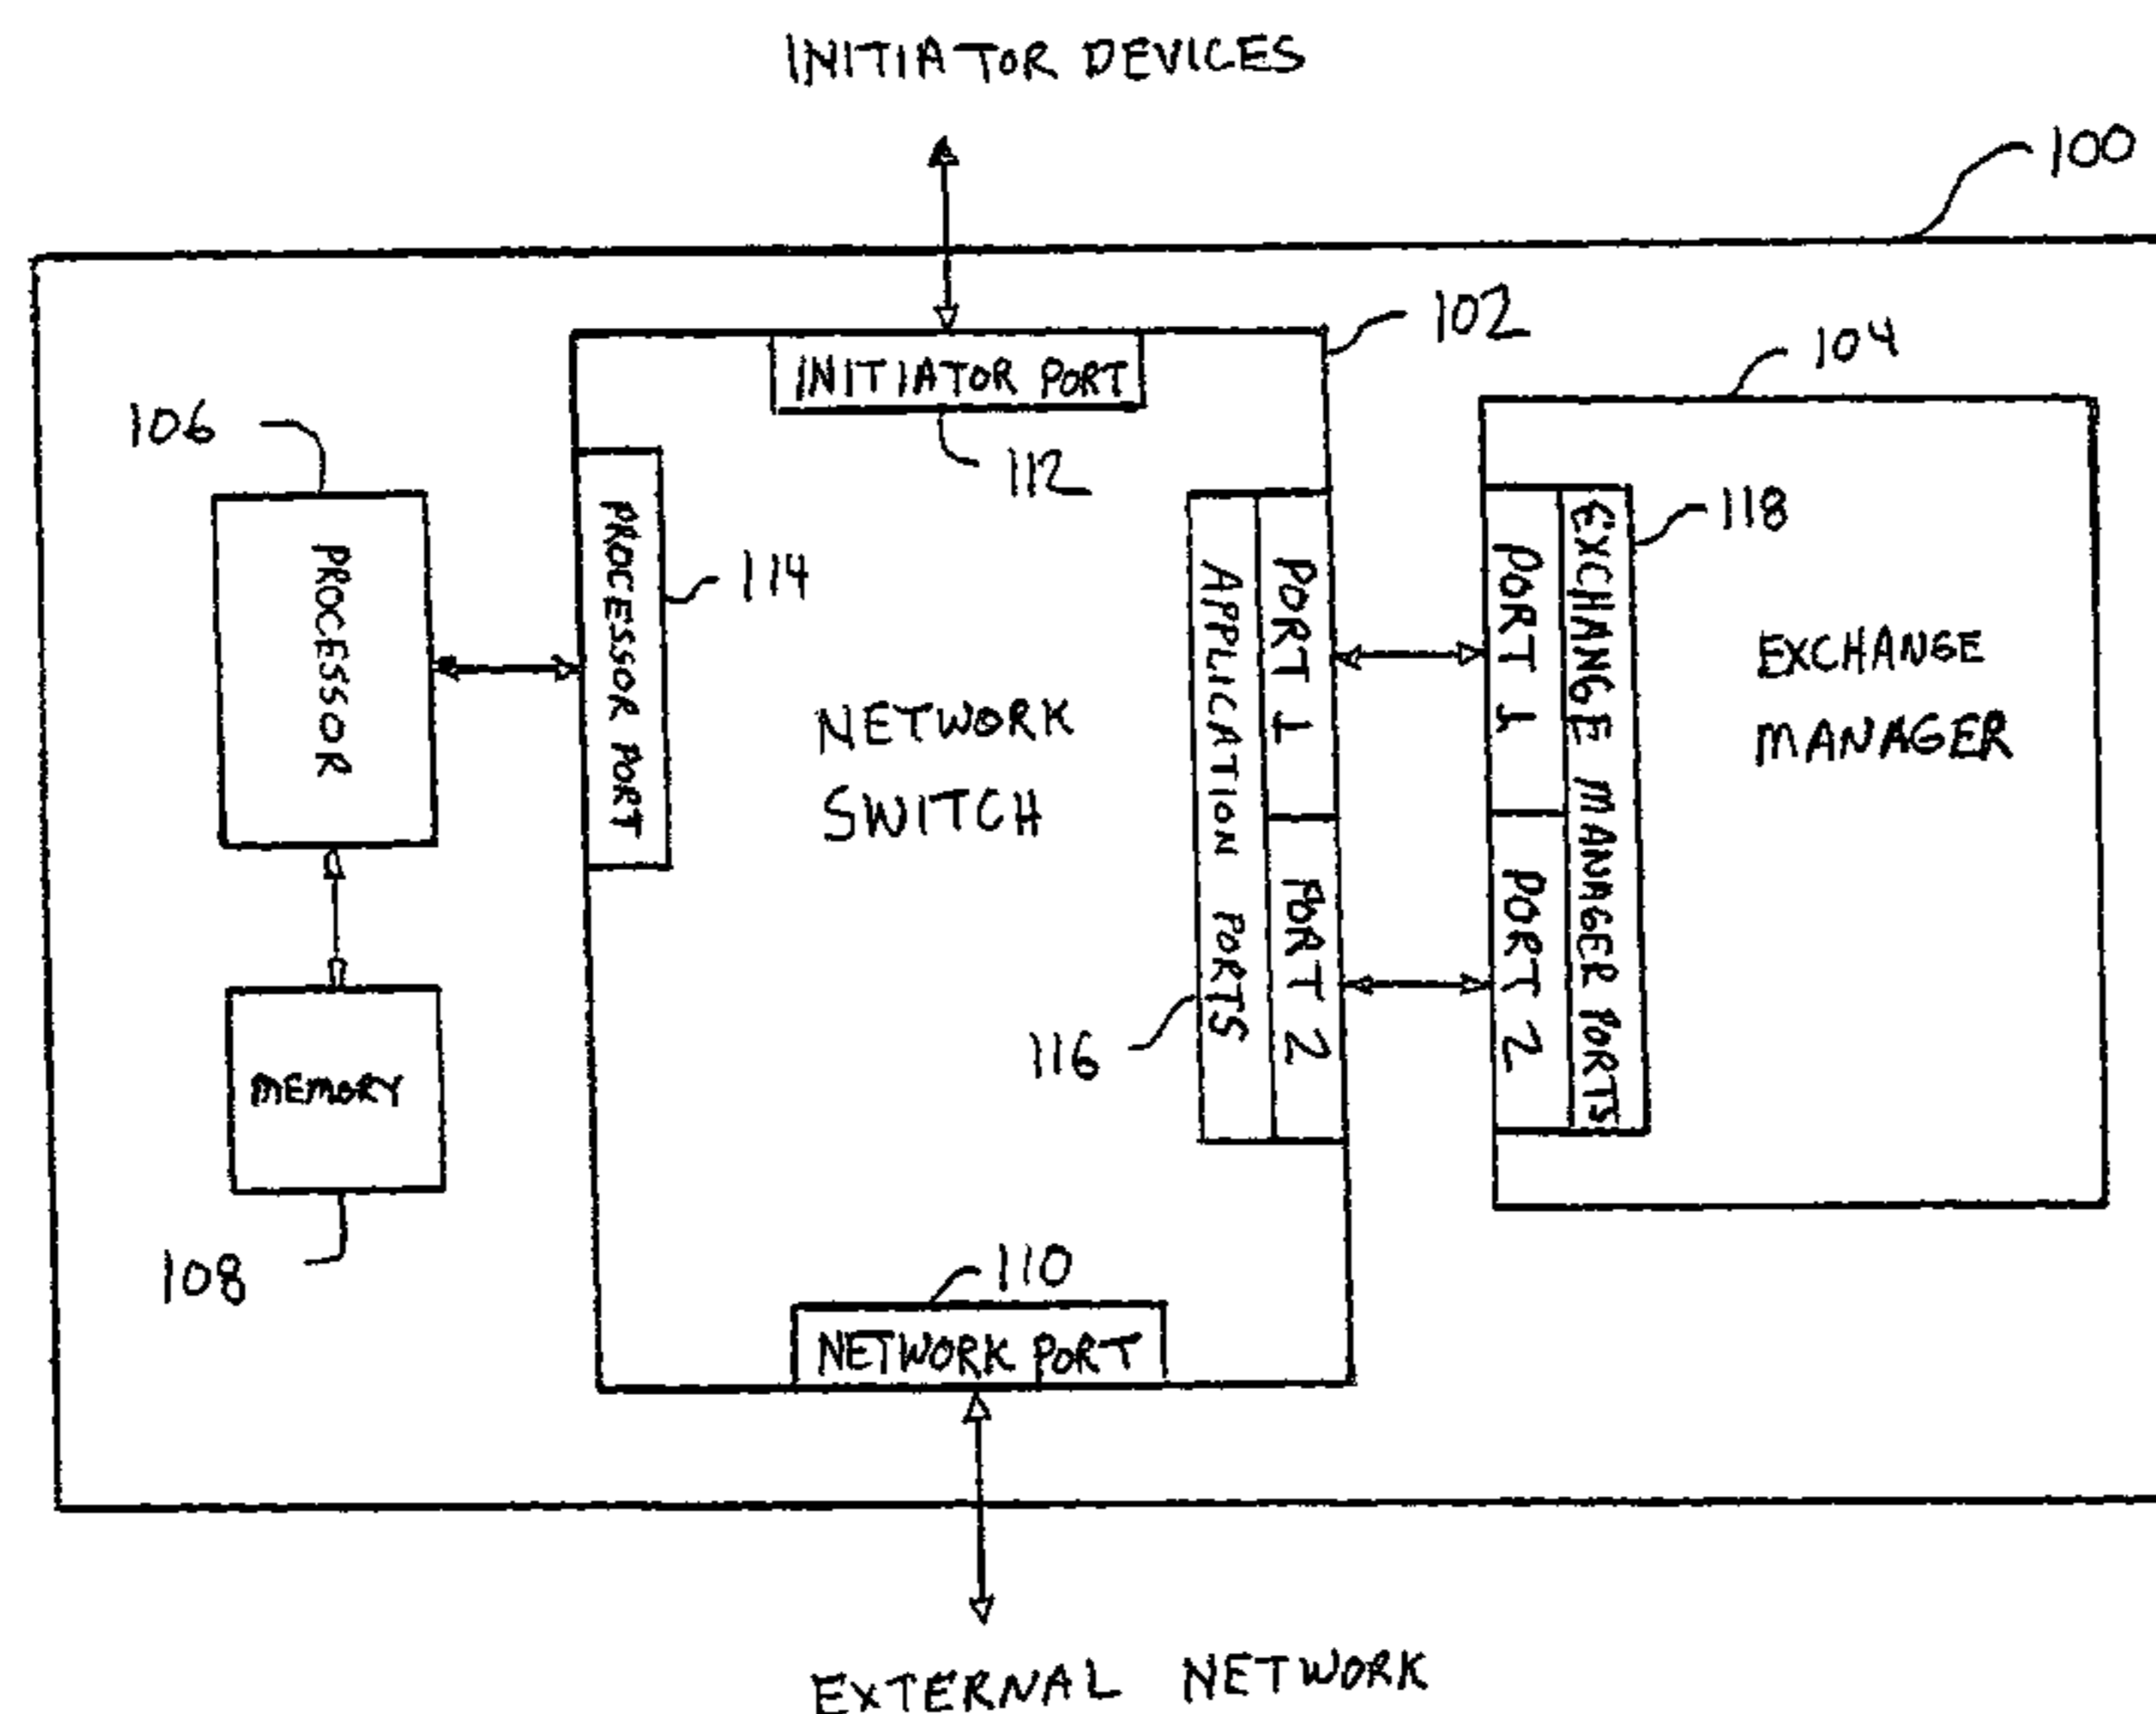 INITIATOR DEVICES
100
102
104
INITIATOR PORT
112
106
PROCESSOR
PROCESSOR PORT
114
NETWORK
SWITCH
APPLICATION PORTS
PORT 1
PORT 2
116
PORT 1
PORT 2
EXCHANGE MANAGER PORTS
118
EXCHANGE
MANAGER
MEMORY
108
110
NETWORK PORT
EXTERNAL NETWORK